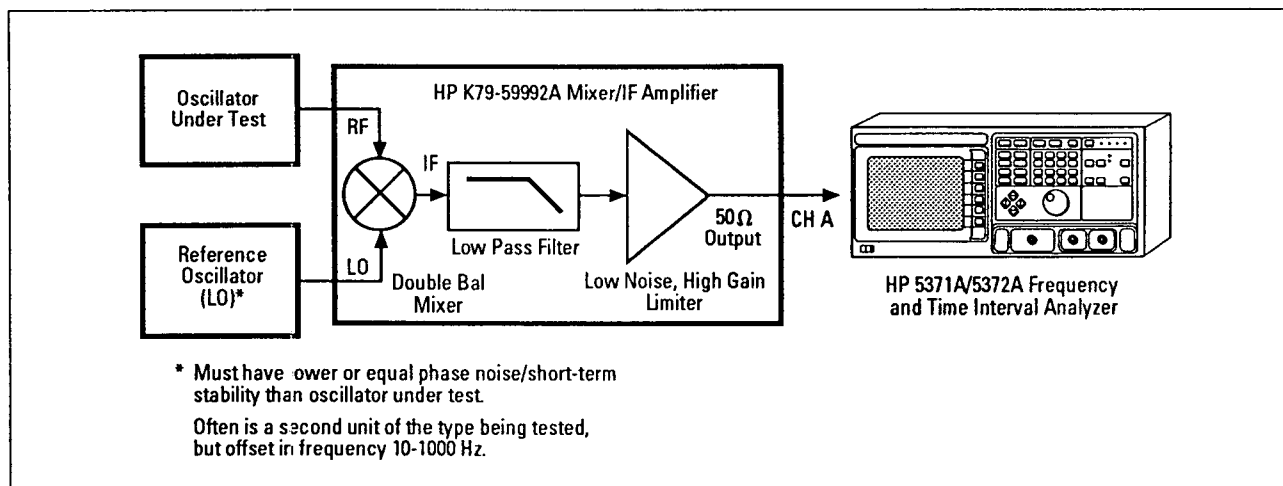 Oscillator
Under Test
HP K79-59992A Mixer/IF Amplifier
RF
IF
LO
Reference
Oscillator
(LO)*
Low Pass Filter
Double Bal
Mixer
Low Noise, High Gain
Limiter
50Ω
Output
CH A
HP 5371A/5372A Frequency
and Time Interval Analyzer
* Must have ower or equal phase noise/short-term
stability than oscillator under test.
Often is a second unit of the type being tested,
but offset in frequency 10-1000 Hz.